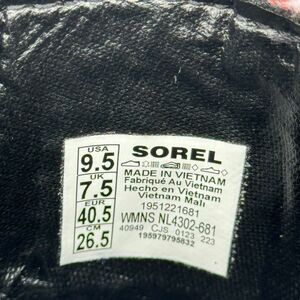 USA
9.5
UK
7.5
EUR
40.5
CM
26.5
SOREL
MADE IN VIETNAM
Fabriqué Au Vietnam
Hecho en Vietnam
Vietnam Malı
1951221681
WMNS NL4302-681
40949 CJS 0123 223
195979795832